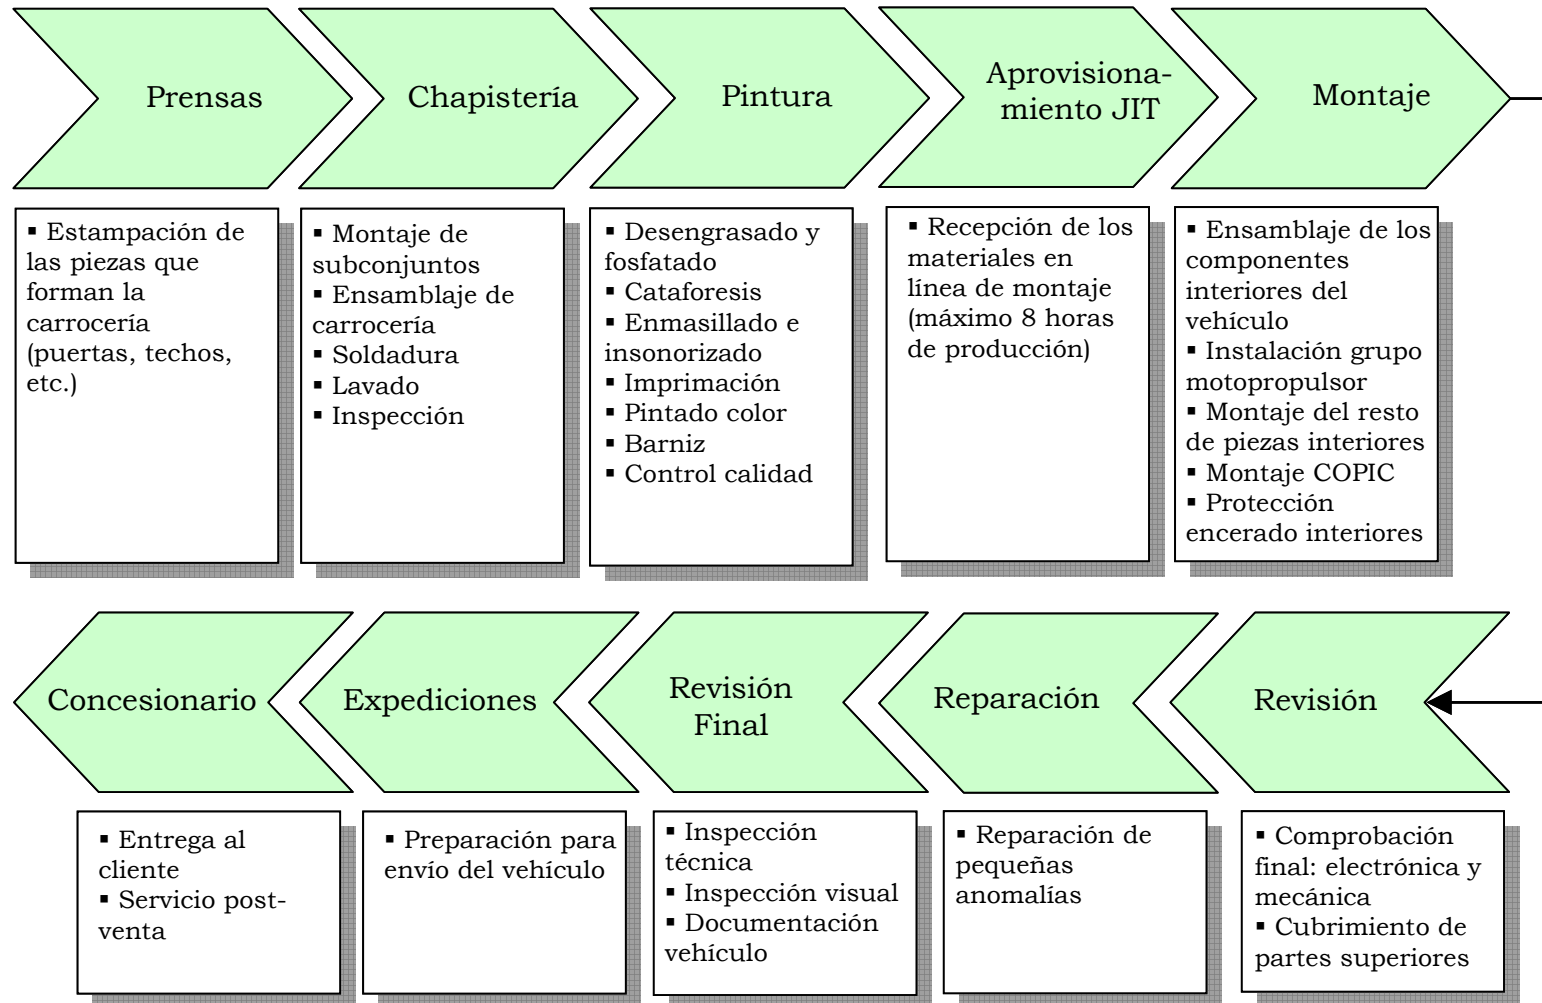 Prensas
Chapistería
Pintura
Aprovisiona-
miento JIT
Montaje
▪ Estampación de
las piezas que
forman la
carrocería
(puertas, techos,
etc.)
▪ Montaje de
subconjuntos
▪ Ensamblaje de
carrocería
▪ Soldadura
▪ Lavado
▪ Inspección
▪ Desengrasado y
fosfatado
▪ Cataforesis
▪ Enmasillado e
insonorizado
▪ Imprimación
▪ Pintado color
▪ Barniz
▪ Control calidad
▪ Recepción de los
materiales en
línea de montaje
(máximo 8 horas
de producción)
▪ Ensamblaje de los
componentes
interiores del
vehículo
▪ Instalación grupo
motopropulsor
▪ Montaje del resto
de piezas interiores
▪ Montaje COPIC
▪ Protección
encerado interiores
Concesionario
Expediciones
Revisión
Final
Reparación
Revisión
▪ Entrega al
cliente
▪ Servicio post-
venta
▪ Preparación para
envío del vehículo
▪ Inspección
técnica
▪ Inspección visual
▪ Documentación
vehículo
▪ Reparación de
pequeñas
anomalías
▪ Comprobación
final: electrónica y
mecánica
▪ Cubrimiento de
partes superiores